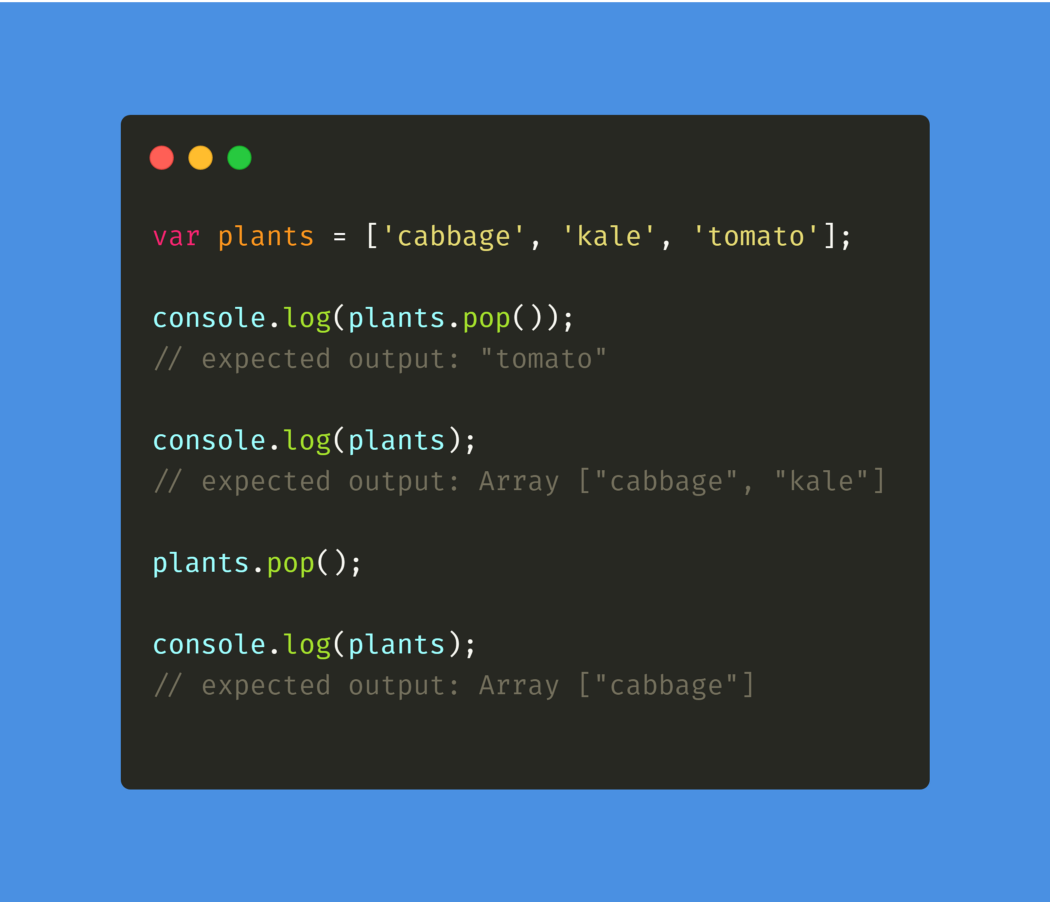 var plants = ['cabbage', 'kale', 'tomato'];
console.log(plants.pop());
// expected output: "tomato"
console.log(plants);
// expected output: Array ["cabbage", "kale"]
plants.pop();
console.log(plants);
// expected output: Array ["cabbage"]